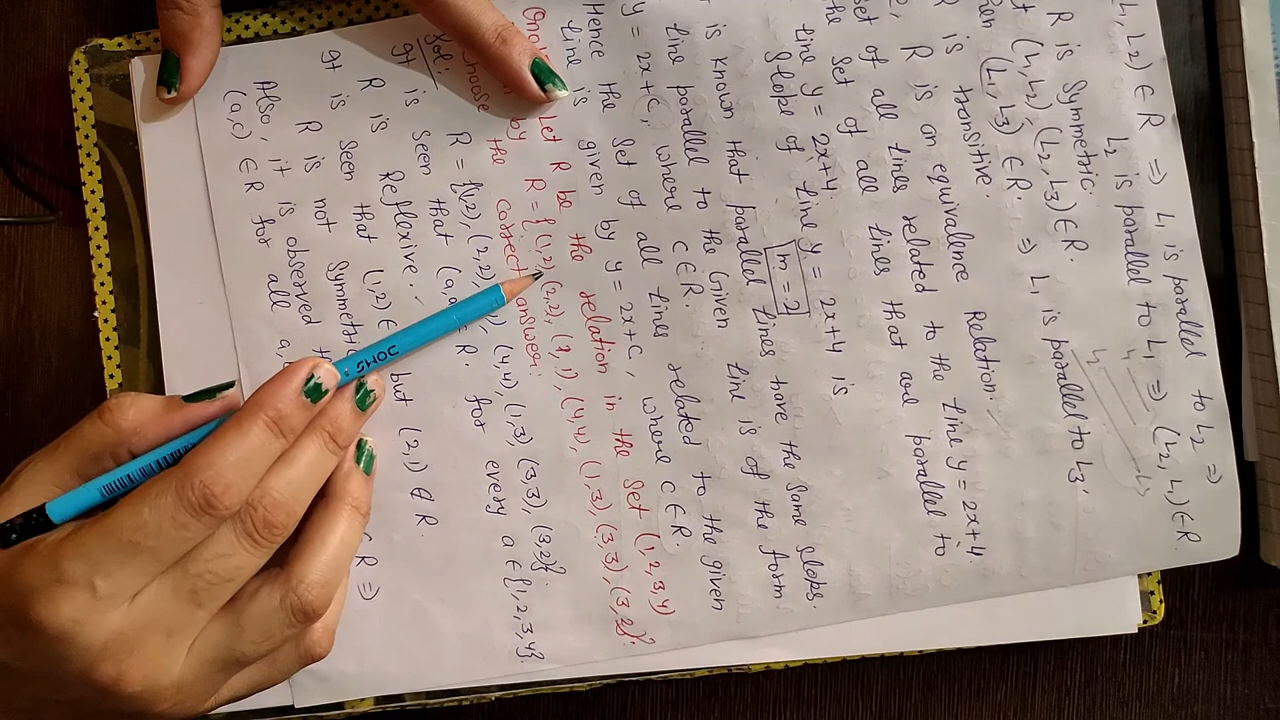 L1, L2) ∈ R ⇒ L1 is parallel to L2 ⇒
L2 is parallel to L1 ⇒ (L2, L1) ∈ R
R is Symmetric.
(L1, L2), (L2, L3) ∈ R.
(L1, L3) ∈ R. ⇒ L1 is parallel to L3.
R is transitive.
R is an equivalence Relation.
Set of all lines related to the line y = 2x+4
the set of all lines that are parallel to
line y = 2x+4.
Slope of line y = 2x+4 is
m = 2
is known that parallel lines have the same slops.
line parallel to the given line is of the form
y = 2x+c, where c ∈ R.
Hence the set of all lines related to the given
line is given by y = 2x+c, where c ∈ R.
Let R be the relation in the set (1,2,3,4)
by R = { (1,2) (2,2), (1,1), (4,4), (1,3), (3,3), (3,2)}.
Choose the correct answer.
Sol: R = {(1,2), (2,2), (4,4), (1,3), (3,3), (3,2)}.
It is seen that R. for every a ∈ {1,2,3,4}.
R is Reflexive.
It is seen that (1,2) ∈ but (2,1) ∉ R.
R is not Symmetric
Also, it is observed
(a,c) ∈ R for all R ⇒
L1
L2
L3
DOMS